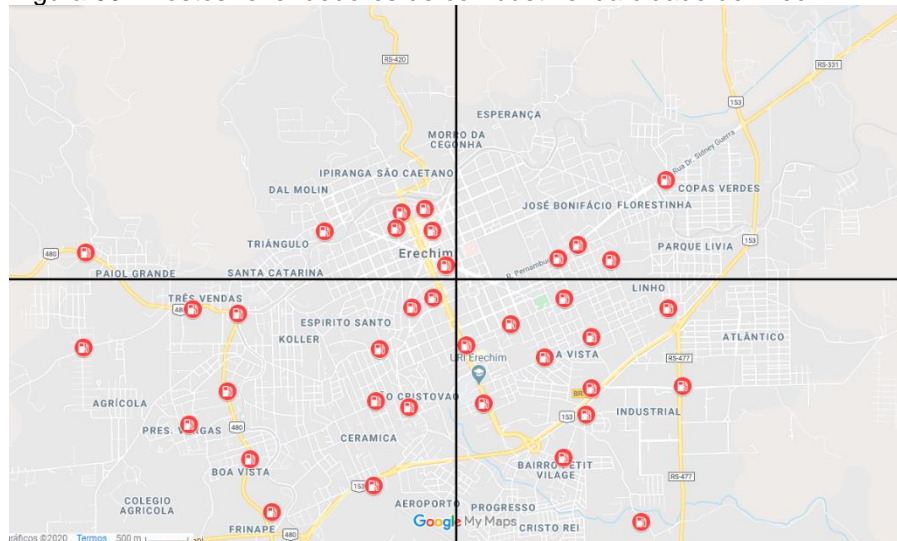 RS-420
RS-331
153
ESPERANÇA
MORRO DA
CEGONHA
Rua Dr. Sidney Guerra
IPIRANGA SÃO CAETANO
DAL MOLIN
COPAS VERDES
JOSÉ BONIFÁCIO FLORESTINHA
TRIÂNGULO
153
PARQUE LIVIA
480
Erechim
PAIOL GRANDE
SANTA CATARINA
R. Pernambu
LINHO
TRÊS VENDAS
480
ESPIRITO SANTO
KOLLER
ATLÂNTICO
URI Erechim
A VISTA
RS-477
AGRÍCOLA
O CRISTOVÃO
BR
INDUSTRIAL
153
PRES. VARGAS
480
CERAMICA
BOA VISTA
BAIRRO PETIT
VILAGE
RS-477
153
COLEGIO
AGRICOLA
AEROPORTO
PROGRESSO
Google My Maps
CRISTO REI
FRINAPE
480
gráficos ©2020 Termos 500 m